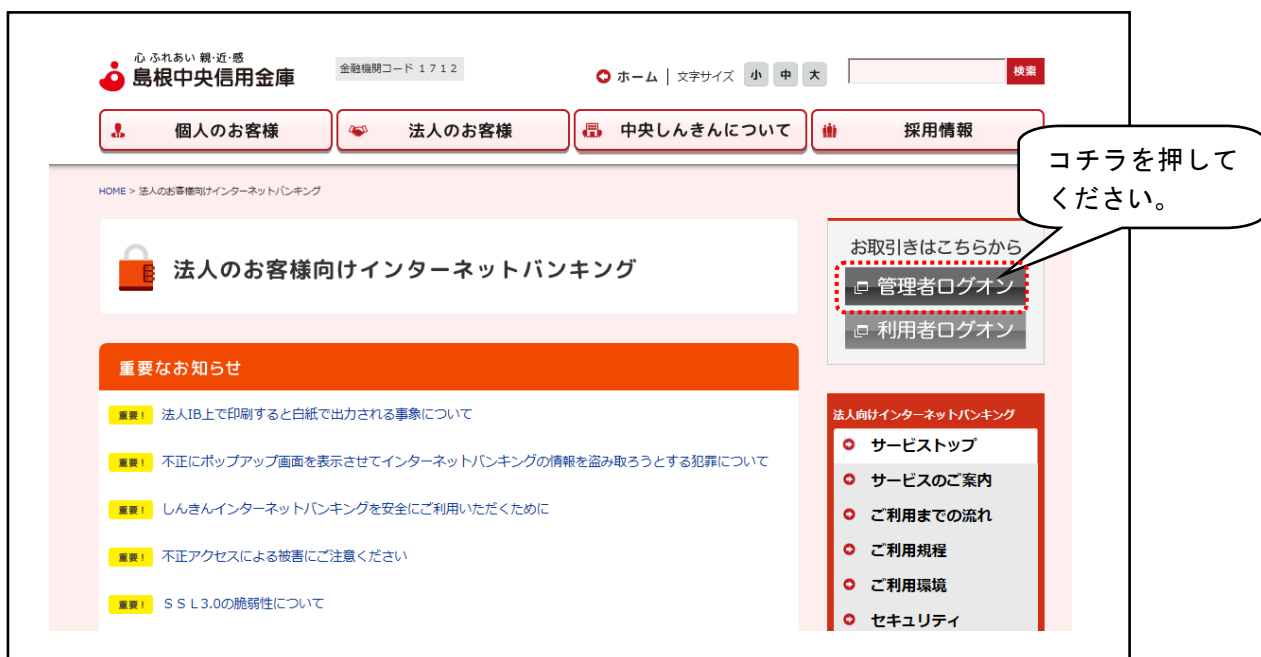 心 ふれあい 親・近・感
島根中央信用金庫
金融機関コード 1712
ホーム | 文字サイズ 小 中 大
検索
個人のお客様
法人のお客様
中央しんきんについて
採用情報
コチラを押して
ください。
HOME > 法人のお客様向けインターネットバンキング
法人のお客様向けインターネットバンキング
お取引きはこちらから
管理者ログオン
利用者ログオン
重要なお知らせ
重要! 法人IB上で印刷すると白紙で出力される事象について
重要! 不正にポップアップ画面を表示させてインターネットバンキングの情報を盗み取ろうとする犯罪について
重要! しんきんインターネットバンキングを安全にご利用いただくために
重要! 不正アクセスによる被害にご注意ください
重要! ＳＳＬ3.0の脆弱性について
法人向けインターネットバンキング
サービストップ
サービスのご案内
ご利用までの流れ
ご利用規程
ご利用環境
セキュリティ